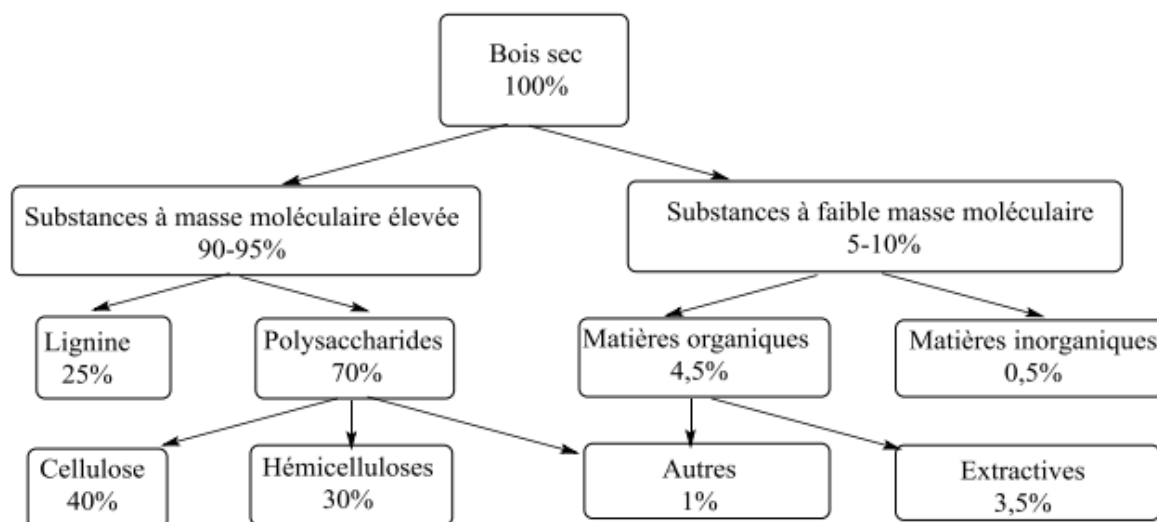 Bois sec
100%
Substances à masse moléculaire élevée
90-95%
Substances à faible masse moléculaire
5-10%
Lignine
25%
Polysaccharides
70%
Matières organiques
4,5%
Matières inorganiques
0,5%
Cellulose
40%
Hémicelluloses
30%
Autres
1%
Extractives
3,5%